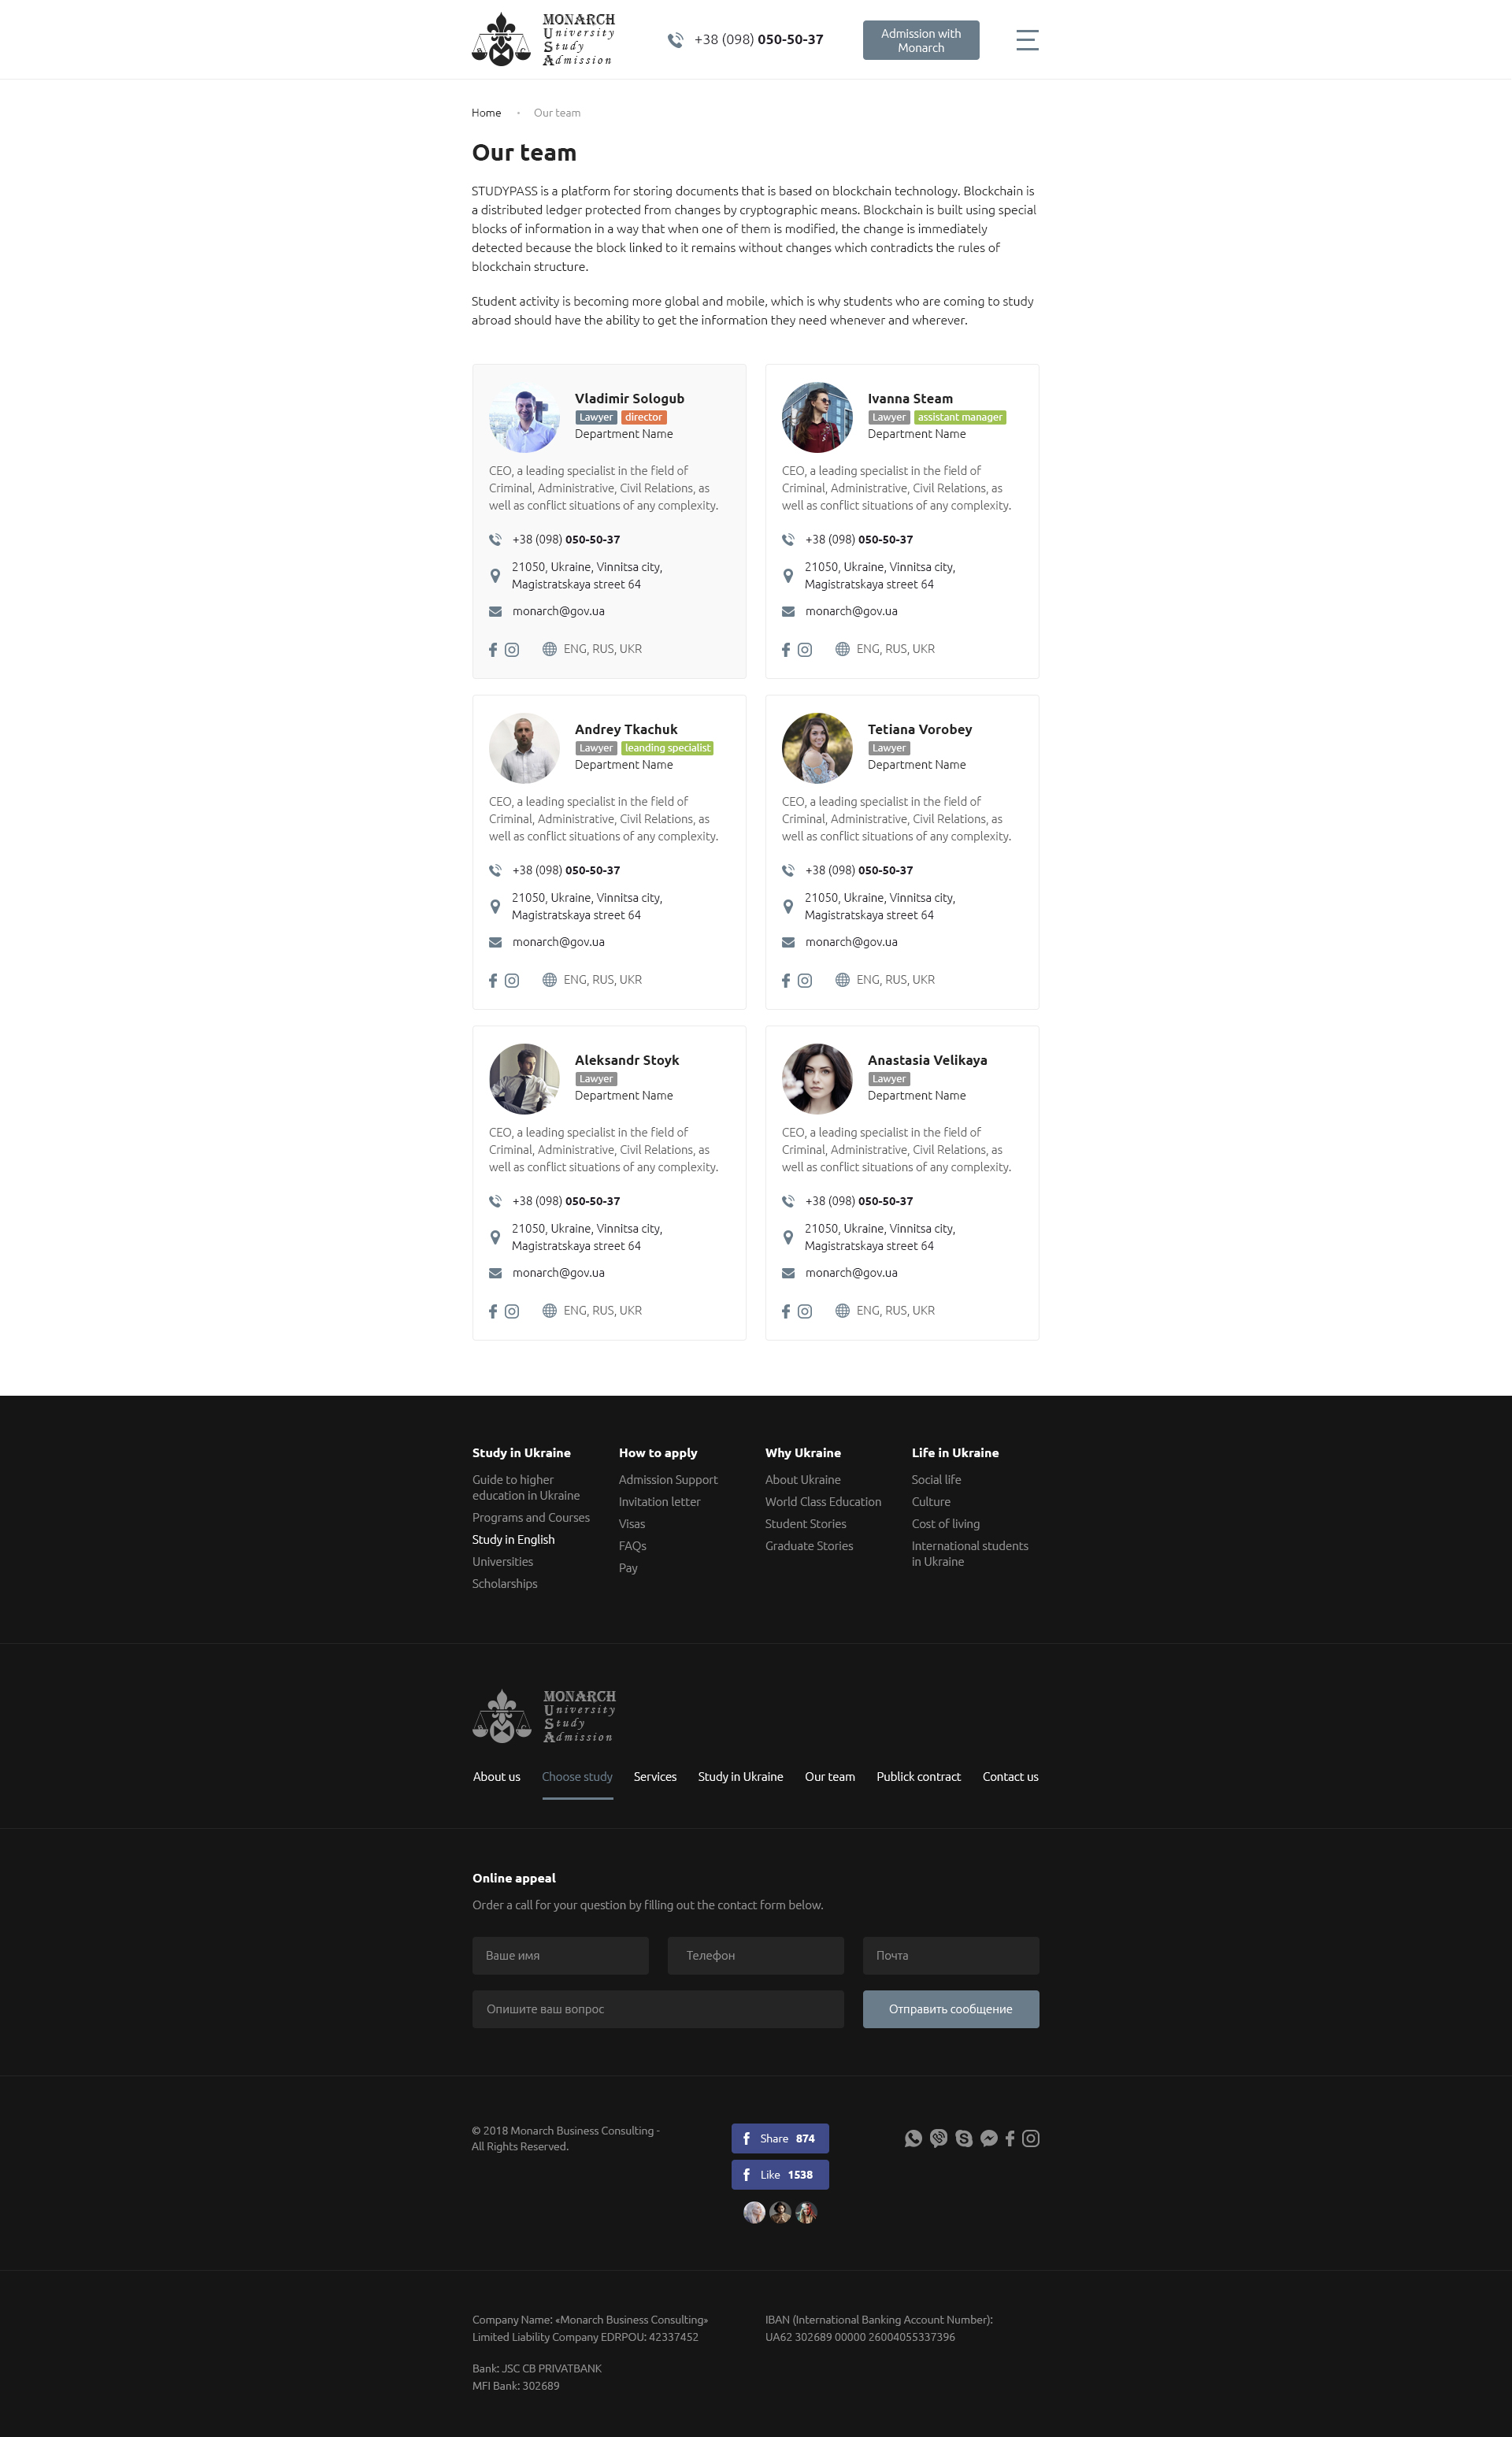 MONARCH
University
Study
Admission
+38 (098) 050-50-37
Admission with
Monarch
Home
Our team
Our team
STUDYPASS is a platform for storing documents that is based on blockchain technology. Blockchain is
a distributed ledger protected from changes by cryptographic means. Blockchain is built using special
blocks of information in a way that when one of them is modified, the change is immediately
detected because the block linked to it remains without changes which contradicts the rules of
blockchain structure.
Student activity is becoming more global and mobile, which is why students who are coming to study
abroad should have the ability to get the information they need whenever and wherever.
Vladimir Sologub
Lawyer director
Department Name
CEO, a leading specialist in the field of
Criminal, Administrative, Civil Relations, as
well as conflict situations of any complexity.
+38 (098) 050-50-37
21050, Ukraine, Vinnitsa city,
Magistratskaya street 64
monarch@gov.ua
ENG, RUS, UKR
Ivanna Steam
Lawyer assistant manager
Department Name
CEO, a leading specialist in the field of
Criminal, Administrative, Civil Relations, as
well as conflict situations of any complexity.
+38 (098) 050-50-37
21050, Ukraine, Vinnitsa city,
Magistratskaya street 64
monarch@gov.ua
ENG, RUS, UKR
Andrey Tkachuk
Lawyer leanding specialist
Department Name
CEO, a leading specialist in the field of
Criminal, Administrative, Civil Relations, as
well as conflict situations of any complexity.
+38 (098) 050-50-37
21050, Ukraine, Vinnitsa city,
Magistratskaya street 64
monarch@gov.ua
ENG, RUS, UKR
Tetiana Vorobey
Lawyer
Department Name
CEO, a leading specialist in the field of
Criminal, Administrative, Civil Relations, as
well as conflict situations of any complexity.
+38 (098) 050-50-37
21050, Ukraine, Vinnitsa city,
Magistratskaya street 64
monarch@gov.ua
ENG, RUS, UKR
Aleksandr Stoyk
Lawyer
Department Name
CEO, a leading specialist in the field of
Criminal, Administrative, Civil Relations, as
well as conflict situations of any complexity.
+38 (098) 050-50-37
21050, Ukraine, Vinnitsa city,
Magistratskaya street 64
monarch@gov.ua
ENG, RUS, UKR
Anastasia Velikaya
Lawyer
Department Name
CEO, a leading specialist in the field of
Criminal, Administrative, Civil Relations, as
well as conflict situations of any complexity.
+38 (098) 050-50-37
21050, Ukraine, Vinnitsa city,
Magistratskaya street 64
monarch@gov.ua
ENG, RUS, UKR
Study in Ukraine
Guide to higher
education in Ukraine
Programs and Courses
Study in English
Universities
Scholarships
How to apply
Admission Support
Invitation letter
Visas
FAQs
Pay
Why Ukraine
About Ukraine
World Class Education
Student Stories
Graduate Stories
Life in Ukraine
Social life
Culture
Cost of living
International students
in Ukraine
MONARCH
University
Study
Admission
About us Choose study Services Study in Ukraine Our team Publick contract Contact us
Online appeal
Order a call for your question by filling out the contact form below.
Ваше имя Телефон Почта
Опишите ваш вопрос Отправить сообщение
© 2018 Monarch Business Consulting -
All Rights Reserved.
Share 874
Like 1538
Company Name: «Monarch Business Consulting»
Limited Liability Company EDRPOU: 42337452
Bank: JSC CB PRIVATBANK
MFI Bank: 302689
IBAN (International Banking Account Number):
UA62 302689 00000 26004055337396